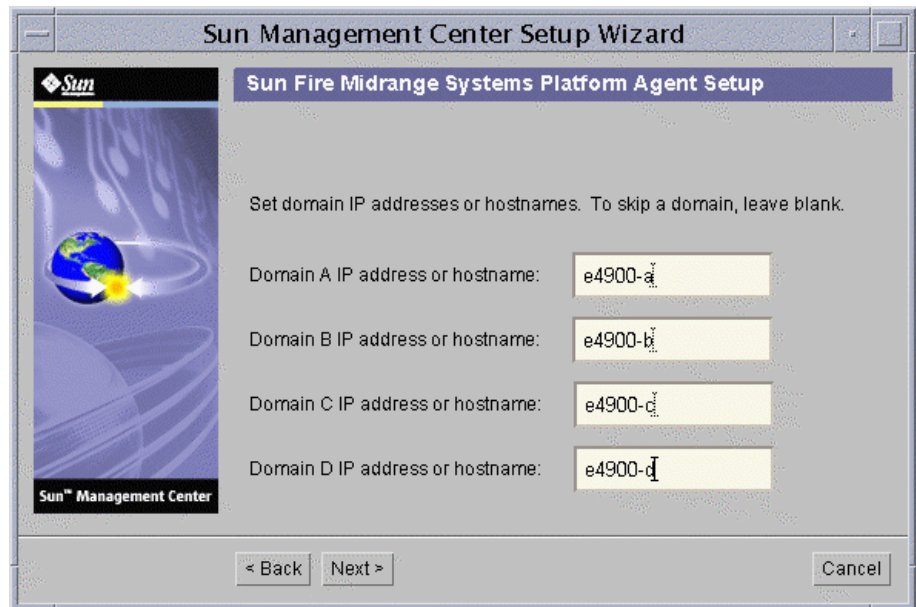 Sun Management Center Setup Wizard
Sun
Sun Fire Midrange Systems Platform Agent Setup
Set domain IP addresses or hostnames. To skip a domain, leave blank.
Domain A IP address or hostname: e4900-a
Domain B IP address or hostname: e4900-b
Domain C IP address or hostname: e4900-c
Domain D IP address or hostname: e4900-d
Sun™ Management Center
< Back Next > Cancel